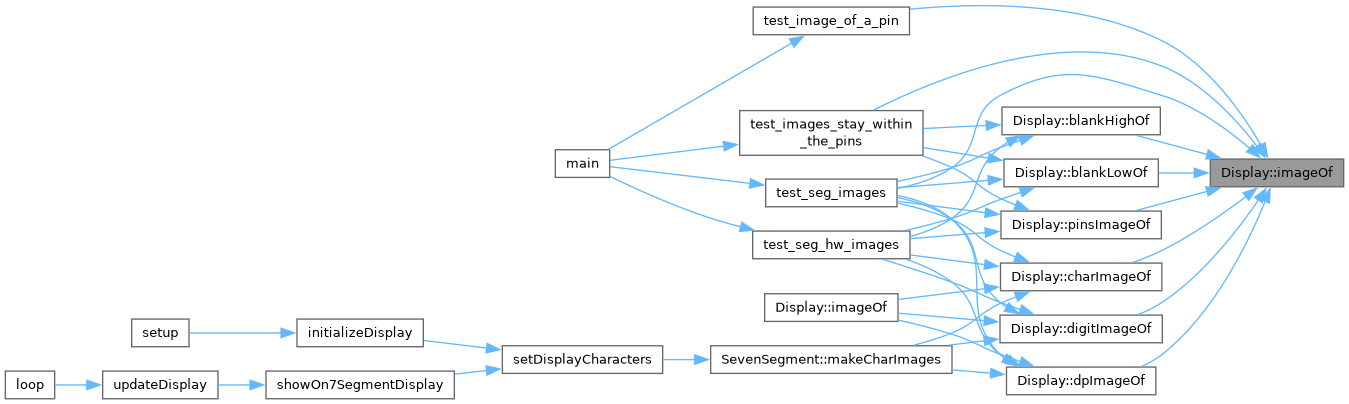 test_image_of_a_pin
test_images_stay_within
_the_pins
Display::blankHighOf
main
Display::blankLowOf
Display::imageOf
test_seg_images
Display::pinsImageOf
test_seg_hw_images
Display::charImageOf
Display::imageOf
setup
initializeDisplay
Display::digitImageOf
setDisplayCharacters
SevenSegment::makeCharImages
loop
updateDisplay
showOn7SegmentDisplay
Display::dpImageOf